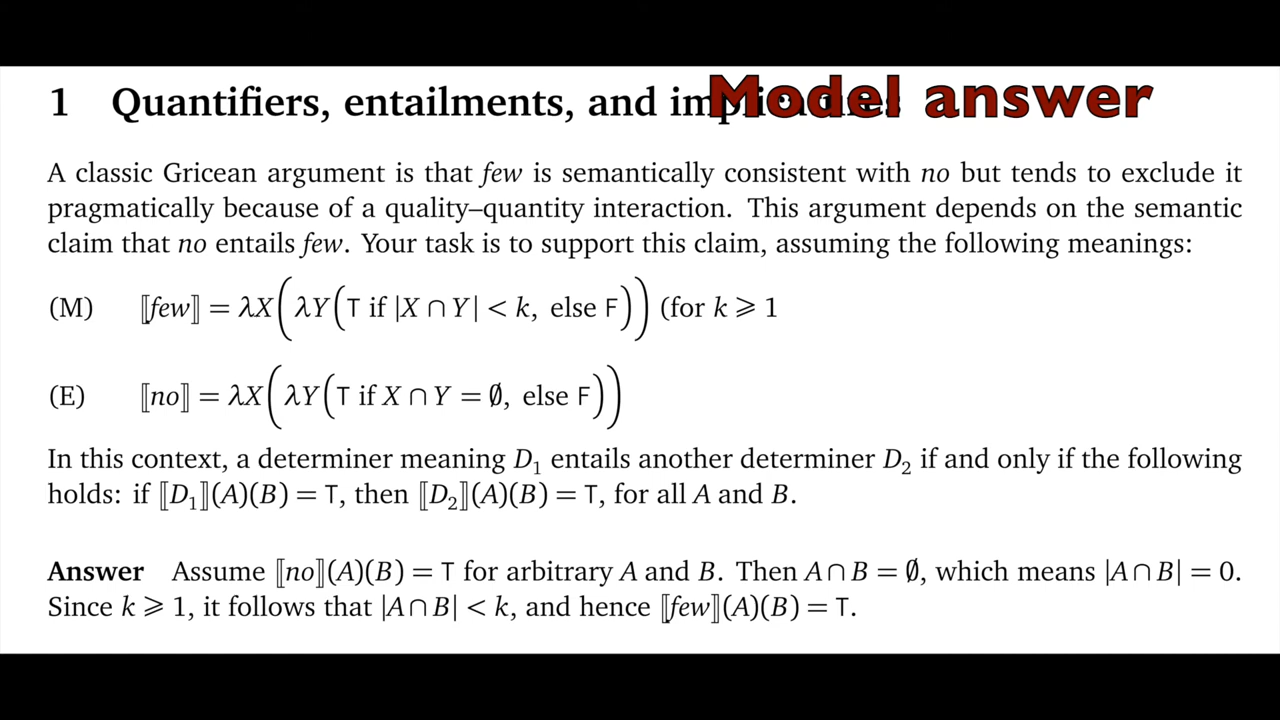 1 Quantifiers, entailments, and
Model answer
A classic Gricean argument is that few is semantically consistent with no but tends to exclude it
pragmatically because of a quality–quantity interaction. This argument depends on the semantic
claim that no entails few. Your task is to support this claim, assuming the following meanings:
(M) ⟦few⟧ = λX(λY(T if |X ∩ Y| < k, else F)) (for k ⩾ 1
(E) ⟦no⟧ = λX(λY(T if X ∩ Y = ∅, else F))
In this context, a determiner meaning D₁ entails another determiner D₂ if and only if the following
holds: if ⟦D₁⟧(A)(B) = T, then ⟦D₂⟧(A)(B) = T, for all A and B.
Answer Assume ⟦no⟧(A)(B) = T for arbitrary A and B. Then A ∩ B = ∅, which means |A ∩ B| = 0.
Since k ⩾ 1, it follows that |A ∩ B| < k, and hence ⟦few⟧(A)(B) = T.